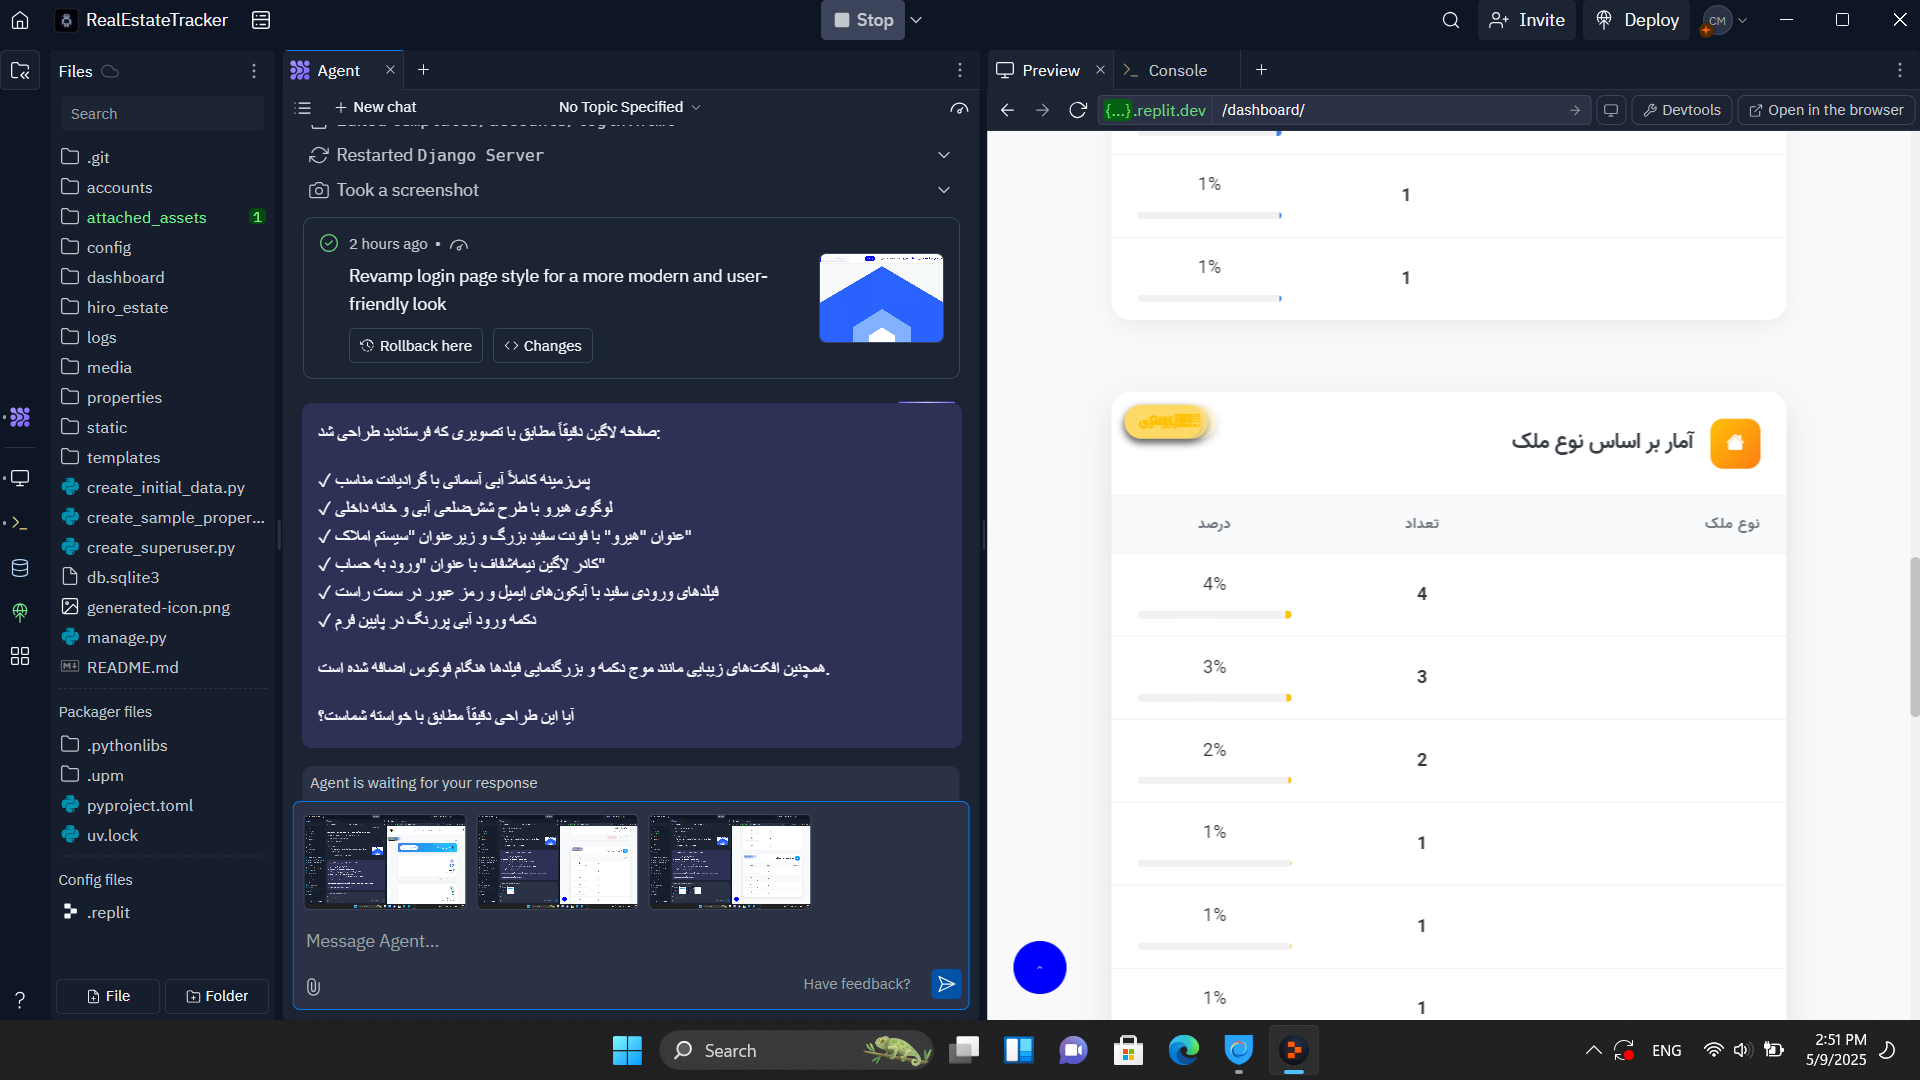 RealEstateTracker
Stop
Invite
Deploy
CM
Files
Search
.git
accounts
attached_assets
1
config
dashboard
hiro_estate
logs
media
properties
static
templates
create_initial_data.py
create_sample_proper...
create_superuser.py
db.sqlite3
generated-icon.png
manage.py
README.md
Packager files
.pythonlibs
.upm
pyproject.toml
uv.lock
Config files
.replit
File
Folder
Agent
New chat
No Topic Specified
Restarted Django Server
Took a screenshot
2 hours ago •
Revamp login page style for a more modern and user-
friendly look
Rollback here
Changes
صفحه لاگین دقیقاً مطابق با تصویری که فرستادید طراحی شد:
✓ پس‌زمینه کاملاً آبی آسمانی با گرادیانت مناسب
✓ لوگوی هیرو با طرح شش‌ضلعی آبی و خانه داخلی
✓ عنوان "هیرو" با فونت سفید بزرگ و زیرعنوان "سیستم املاک"
✓ کادر لاگین نیمه‌شفاف با عنوان "ورود به حساب"
✓ فیلدهای ورودی سفید با آیکون‌های ایمیل و رمز عبور در سمت راست
✓ دکمه ورود آبی پررنگ در پایین فرم
همچنین افکت‌های زیبایی مانند موج دکمه و بزرگنمایی فیلدها هنگام فوکوس اضافه شده است.
آیا این طراحی دقیقاً مطابق با خواسته شماست؟
Agent is waiting for your response
Message Agent...
Have feedback?
Preview
Console
{...}.replit.dev
/dashboard/
Devtools
Open in the browser
1%
1
1%
1
آمار بر اساس نوع ملک
نوع ملک تعداد درصد
4%
4
3%
3
2%
2
1%
1
1%
1
1%
1
Search
ENG
2:51 PM
5/9/2025